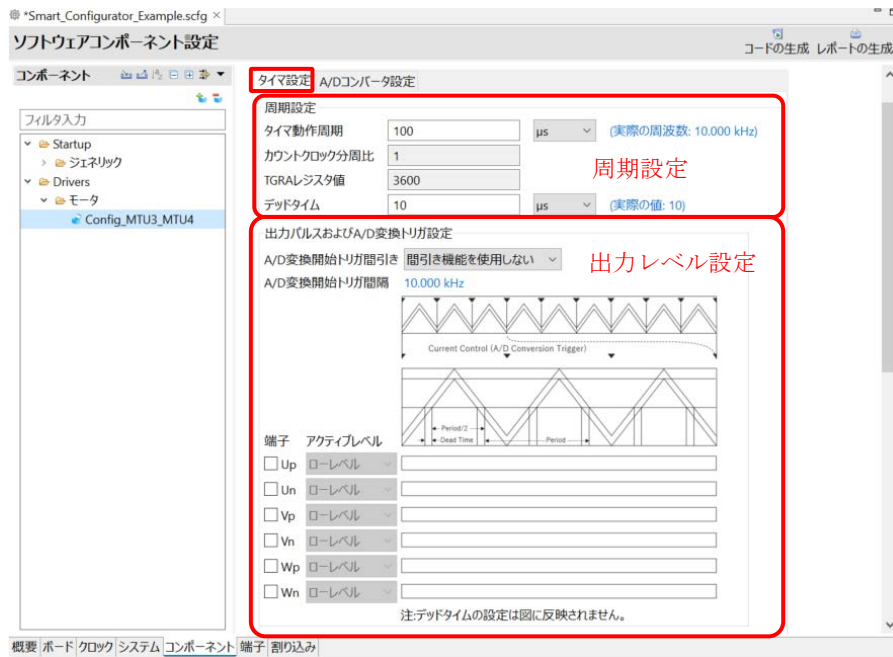 *Smart_Configurator_Example.scfg
ソフトウェアコンポーネント設定
コードの生成 レポートの生成
コンポーネント
フィルタ入力
Startup
ジェネリック
Drivers
モータ
Config_MTU3_MTU4
タイマ設定 A/Dコンバータ設定
周期設定
タイマ動作周期 100 µs (実際の周波数: 10.000 kHz)
カウントクロック分周比 1
周期設定
TGRAレジスタ値 3600
デッドタイム 10 µs (実際の値: 10)
出力パルスおよびA/D変換トリガ設定
A/D変換開始トリガ間引き 間引き機能を使用しない
出力レベル設定
A/D変換開始トリガ間隔 10.000 kHz
Current Control (A/D Conversion Trigger)
Period/2
Dead Time Period
端子 アクティブレベル
Up ローレベル
Un ローレベル
Vp ローレベル
Vn ローレベル
Wp ローレベル
Wn ローレベル
注:デッドタイムの設定は図に反映されません。
概要 ボード クロック システム コンポーネント 端子 割り込み